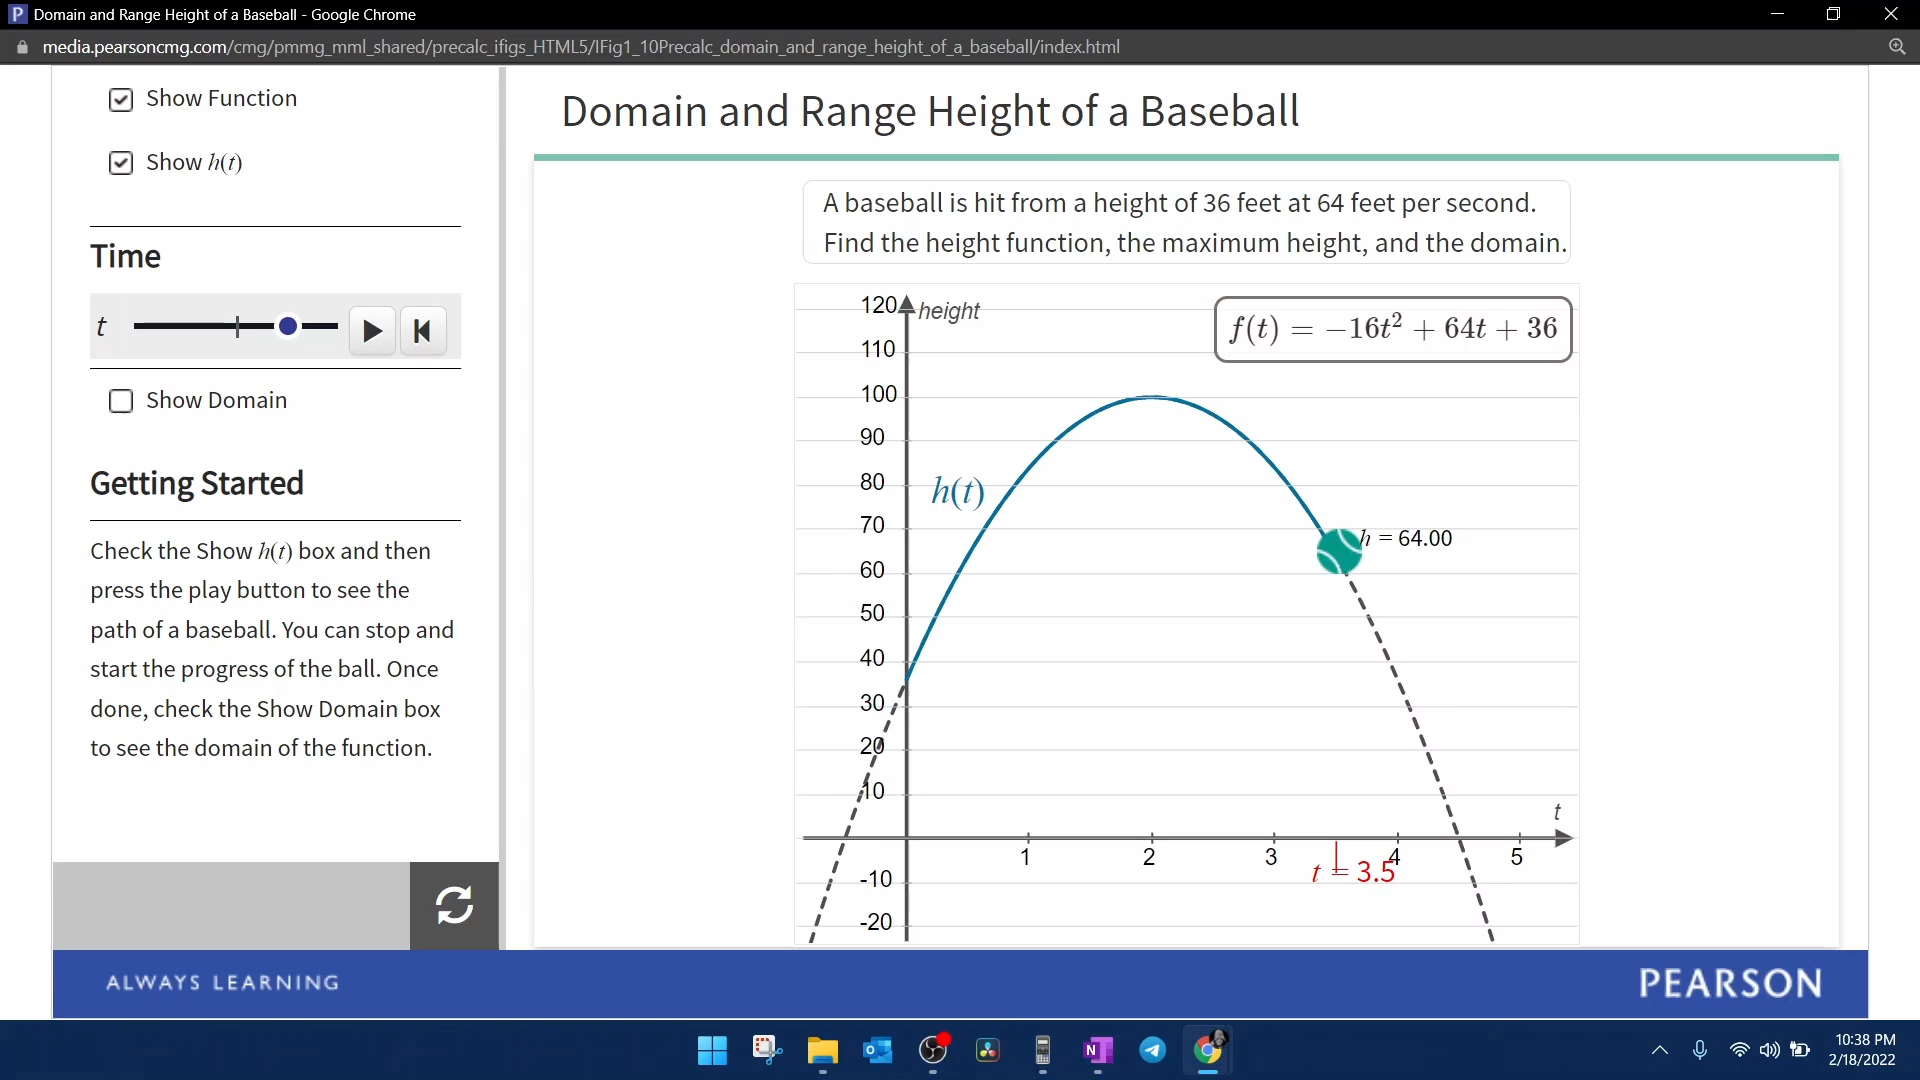 Domain and Range Height of a Baseball - Google Chrome
media.pearsoncmg.com/cmg/pmmg_mml_shared/precalc_ifigs_HTML5/IFig1_10Precalc_domain_and_range_height_of_a_baseball/index.html
Show Function
Show h(t)
Time
t
Show Domain
Getting Started
Check the Show h(t) box and then
press the play button to see the
path of a baseball. You can stop and
start the progress of the ball. Once
done, check the Show Domain box
to see the domain of the function.
Domain and Range Height of a Baseball
A baseball is hit from a height of 36 feet at 64 feet per second.
Find the height function, the maximum height, and the domain.
120
height
f(t) = −16t² + 64t + 36
110
100
90
80
h(t)
70
h = 64.00
60
50
40
30
20
10
t
1 2 3 4 5
t = 3.5
-10
-20
ALWAYS LEARNING
PEARSON
10:38 PM
2/18/2022